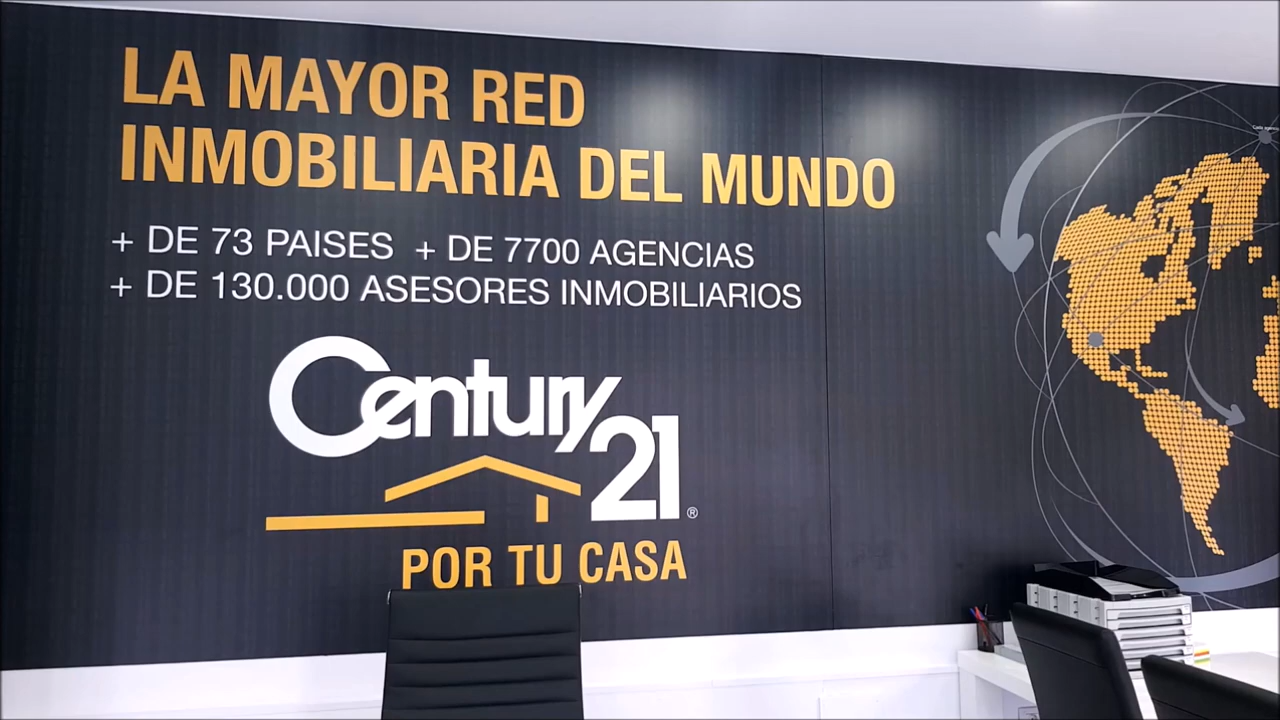 LA MAYOR RED
INMOBILIARIA DEL MUNDO
+ DE 73 PAISES + DE 7700 AGENCIAS
+ DE 130.000 ASESORES INMOBILIARIOS
Century
21®
POR TU CASA